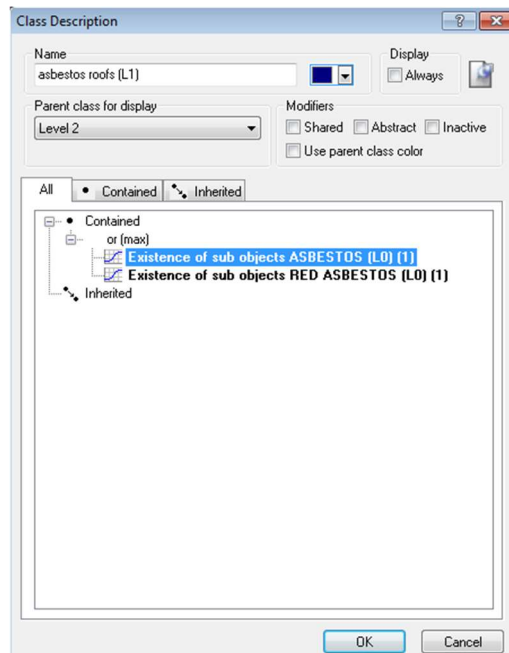 Class Description
Name
asbestos roofs (L1)
Display
Always
Parent class for display
Level 2
Modifiers
Shared Abstract Inactive
Use parent class color
All Contained Inherited
Contained
or (max)
Existence of sub objects ASBESTOS (L0) (1)
Existence of sub objects RED ASBESTOS (L0) (1)
Inherited
OK Cancel